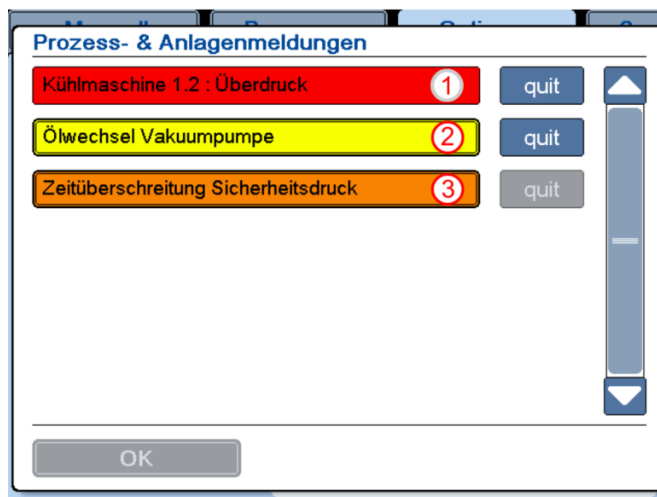 Prozess- & Anlagenmeldungen
Kühlmaschine 1.2 : Überdruck 1 quit
Ölwechsel Vakuumpumpe 2 quit
Zeitüberschreitung Sicherheitsdruck 3 quit
OK